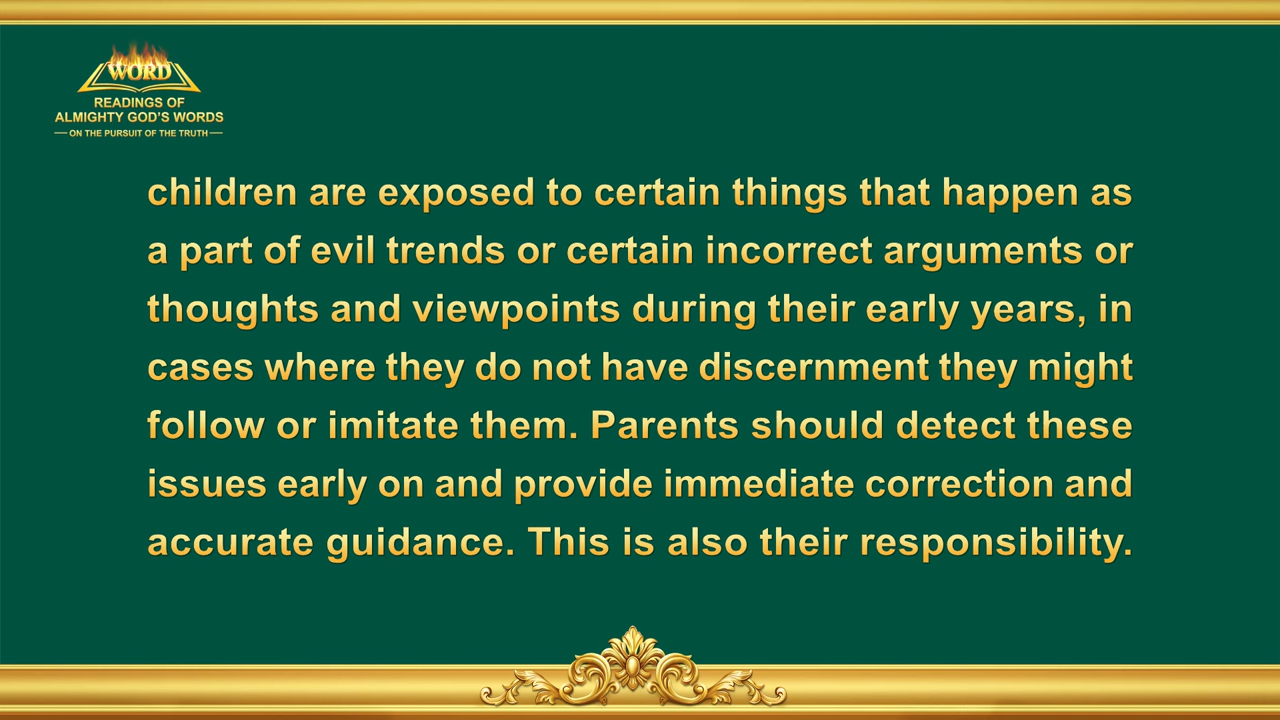 WORD
READINGS OF
ALMIGHTY GOD'S WORDS
— ON THE PURSUIT OF THE TRUTH —
children are exposed to certain things that happen as
a part of evil trends or certain incorrect arguments or
thoughts and viewpoints during their early years, in
cases where they do not have discernment they might
follow or imitate them. Parents should detect these
issues early on and provide immediate correction and
accurate guidance. This is also their responsibility.